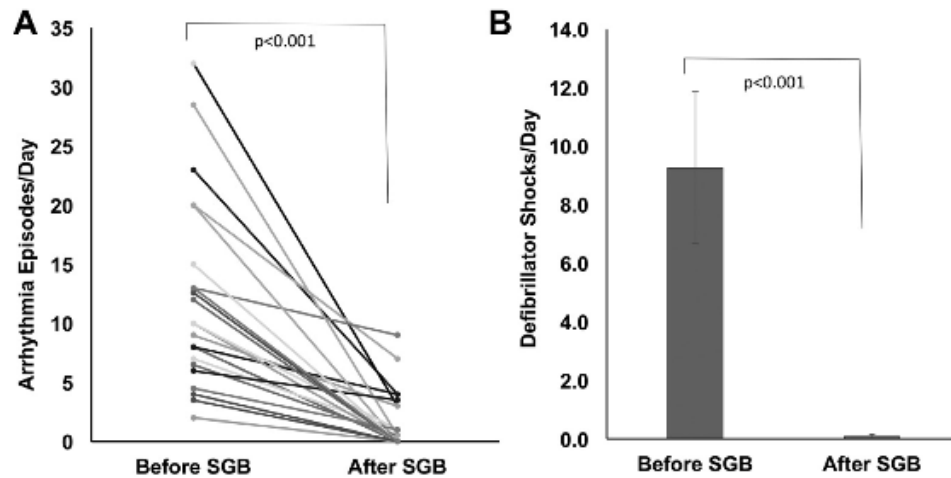 A
Arrhythmia Episodes/Day
35
30
25
20
15
10
5
0
p<0.001
Before SGB
After SGB
B
Defibrillator Shocks/Day
14.0
12.0
10.0
8.0
6.0
4.0
2.0
0.0
p<0.001
Before SGB
After SGB